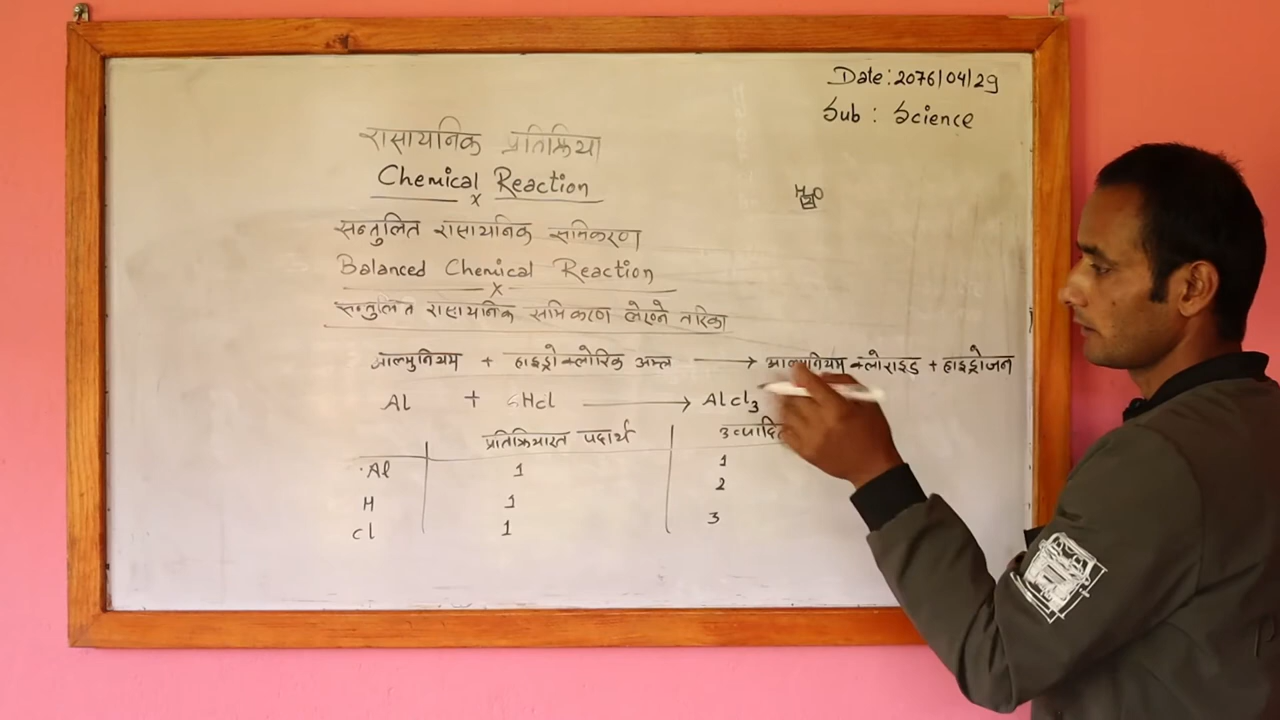 Date: 2076/04/29
Sub : Science
रासायनिक प्रतिक्रिया
Chemical Reaction
x
H2O
सन्तुलित रासायनिक समिकरण
Balanced Chemical Reaction
x
सन्तुलित रासायनिक समिकरण लेख्ने तरिका
आल्मुनियम + हाइड्रोक्लोरिक अम्ल → आल्मुनियम क्लोराइड + हाइड्रोजन
Al + 6HCl → AlCl3
प्रतिक्रियारत पदार्थ
Al 1 1
H 1 2
Cl 1 3